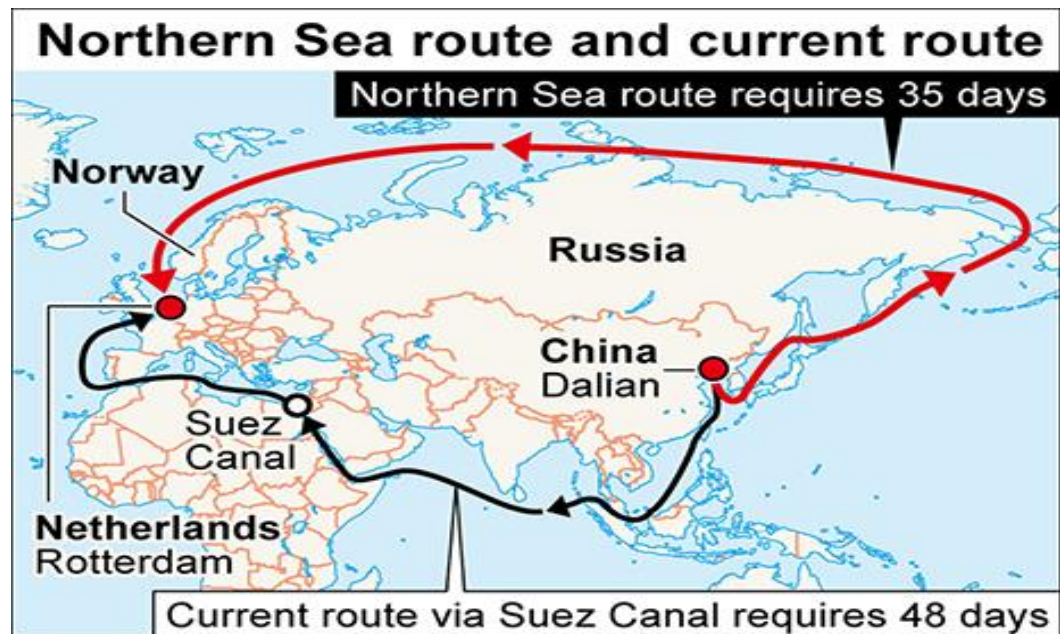 Northern Sea route and current route
Northern Sea route requires 35 days
Norway
Russia
China
Dalian
Suez
Canal
Netherlands
Rotterdam
Current route via Suez Canal requires 48 days